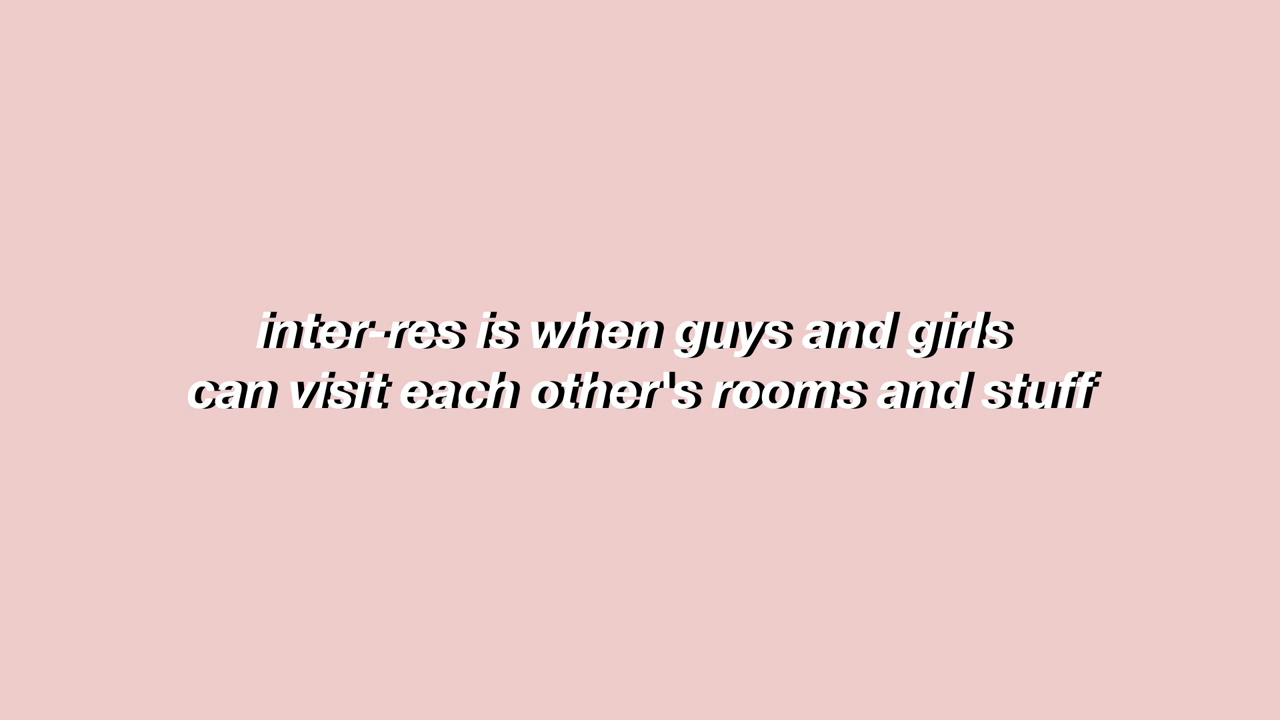 inter-res is when guys and girls
can visit each other's rooms and stuff